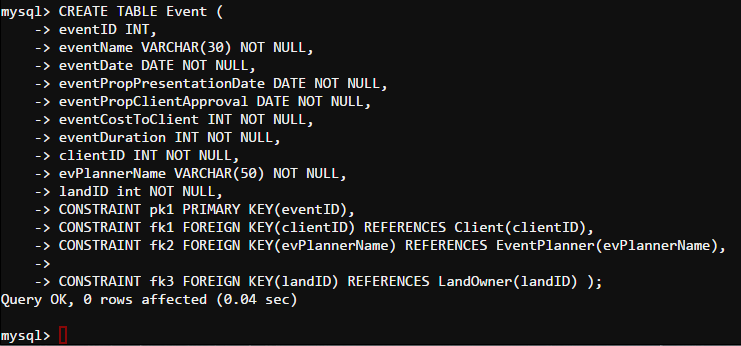 mysql> CREATE TABLE Event (
    -> eventID INT,
    -> eventName VARCHAR(30) NOT NULL,
    -> eventDate DATE NOT NULL,
    -> eventPropPresentationDate DATE NOT NULL,
    -> eventPropClientApproval DATE NOT NULL,
    -> eventCostToClient INT NOT NULL,
    -> eventDuration INT NOT NULL,
    -> clientID INT NOT NULL,
    -> evPlannerName VARCHAR(50) NOT NULL,
    -> landID int NOT NULL,
    -> CONSTRAINT pk1 PRIMARY KEY(eventID),
    -> CONSTRAINT fk1 FOREIGN KEY(clientID) REFERENCES Client(clientID),
    -> CONSTRAINT fk2 FOREIGN KEY(evPlannerName) REFERENCES EventPlanner(evPlannerName),
    ->
    -> CONSTRAINT fk3 FOREIGN KEY(landID) REFERENCES LandOwner(landID) );
Query OK, 0 rows affected (0.04 sec)

mysql>